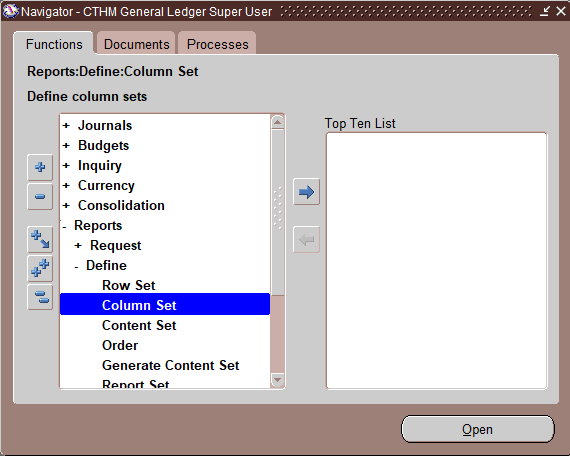 Navigator - CTHM General Ledger Super User
Functions
Documents
Processes
Reports:Define:Column Set
Define column sets
+ Journals
+ Budgets
+ Inquiry
+ Currency
+ Consolidation
- Reports
+ Request
- Define
Row Set
Column Set
Content Set
Order
Generate Content Set
Report Set
Top Ten List
Open